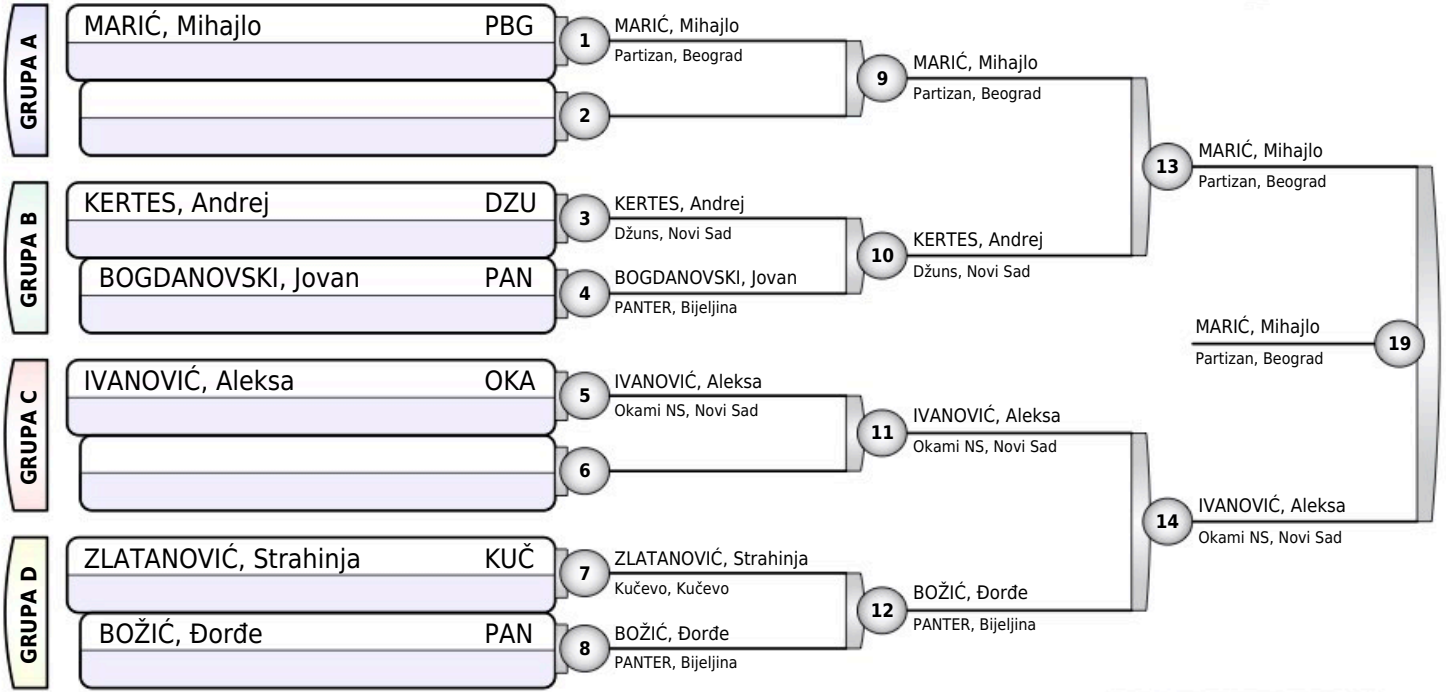 GRUPA A
MARIĆ, Mihajlo PBG
1
MARIĆ, Mihajlo
Partizan, Beograd
2
9
MARIĆ, Mihajlo
Partizan, Beograd
GRUPA B
KERTES, Andrej DZU
3
KERTES, Andrej
Džuns, Novi Sad
BOGDANOVSKI, Jovan PAN
4
BOGDANOVSKI, Jovan
PANTER, Bijeljina
10
KERTES, Andrej
Džuns, Novi Sad
13
MARIĆ, Mihajlo
Partizan, Beograd
GRUPA C
IVANOVIĆ, Aleksa OKA
5
IVANOVIĆ, Aleksa
Okami NS, Novi Sad
6
11
IVANOVIĆ, Aleksa
Okami NS, Novi Sad
GRUPA D
ZLATANOVIĆ, Strahinja KUČ
7
ZLATANOVIĆ, Strahinja
Kučevo, Kučevo
BOŽIĆ, Đorđe PAN
8
BOŽIĆ, Đorđe
PANTER, Bijeljina
12
BOŽIĆ, Đorđe
PANTER, Bijeljina
14
IVANOVIĆ, Aleksa
Okami NS, Novi Sad
MARIĆ, Mihajlo
Partizan, Beograd
19